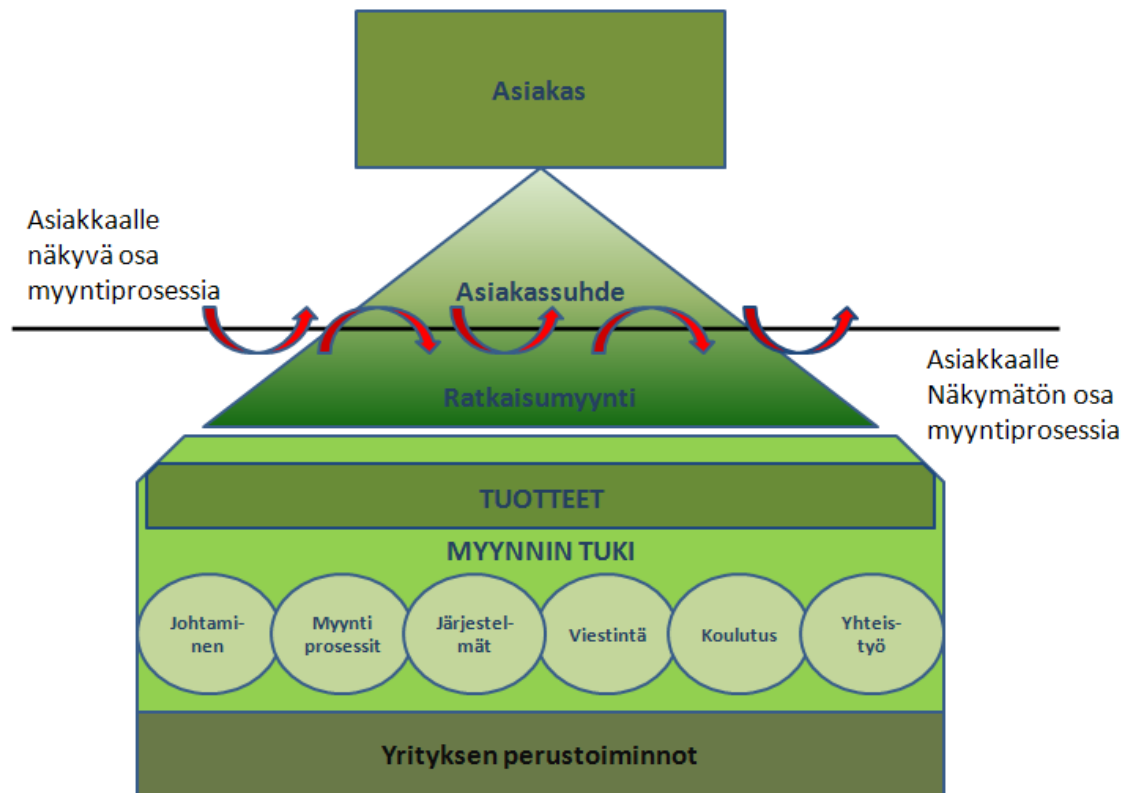 Asiakas
Asiakkaalle
näkyvä osa
myyntiprosessia
Asiakassuhde
Asiakkaalle
Näkymätön osa
myyntiprosessia
Ratkaisumyynti
TUOTTEET
MYYNNIN TUKI
Johtami-
nen
Myynti
prosessit
Järjestel-
mät
Viestintä
Koulutus
Yhteis-
työ
Yrityksen perustoiminnot